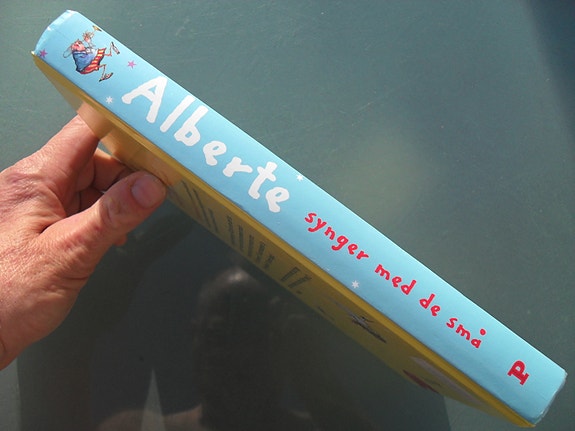 Alberte synger med de små P